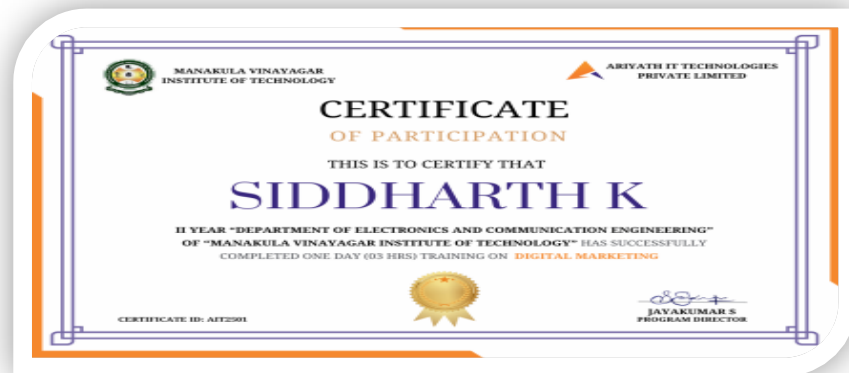 MANAKULA VINAYAGAR
INSTITUTE OF TECHNOLOGY
ARIYATH IT TECHNOLOGIES
PRIVATE LIMITED
CERTIFICATE
OF PARTICIPATION
THIS IS TO CERTIFY THAT
SIDDHARTH K
II YEAR “DEPARTMENT OF ELECTRONICS AND COMMUNICATION ENGINEERING”
OF “MANAKULA VINAYAGAR INSTITUTE OF TECHNOLOGY” HAS SUCCESSFULLY
COMPLETED ONE DAY (03 HRS) TRAINING ON DIGITAL MARKETING
CERTIFICATE ID: AIT2501
JAYAKUMAR S
PROGRAM DIRECTOR